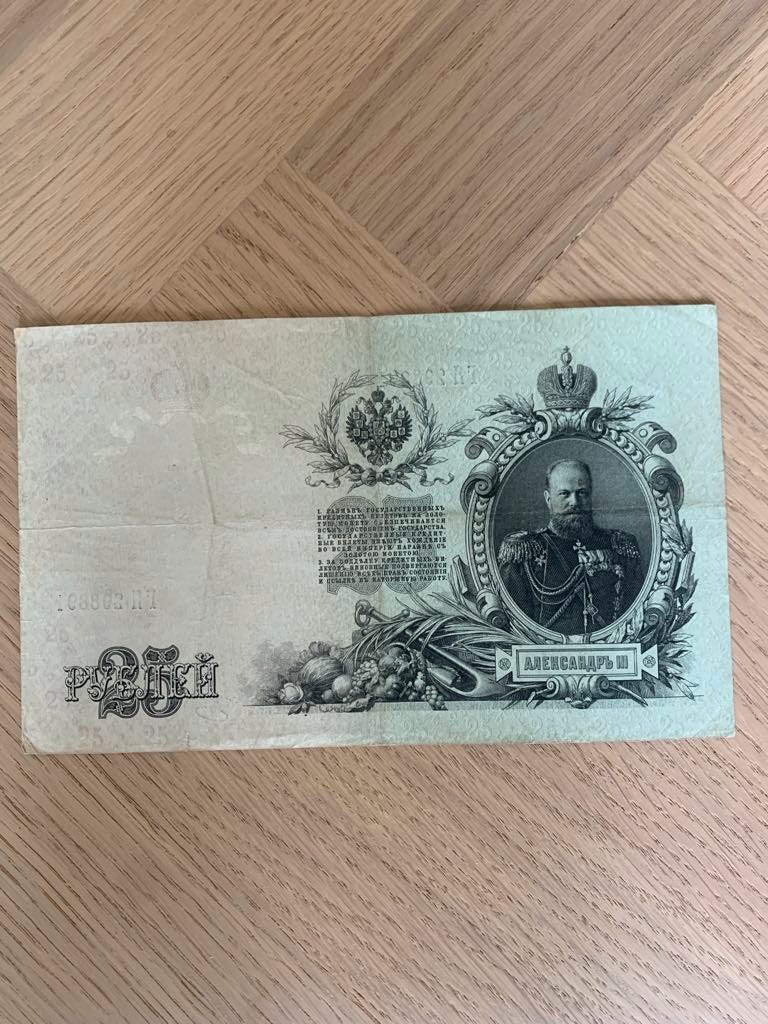 1. РАЗМѢНЪ ГОСУДАРСТВЕННЫХЪ
КРЕДИТНЫХЪ БИЛЕТОВЪ НА ЗОЛО-
ТУЮ МОНЕТУ ОБЕЗПЕЧИВАЕТСЯ
ВСѢМЪ ДОСТОЯНІЕМЪ ГОСУДАРСТВА.
2. ГОСУДАРСТВЕННЫЕ КРЕДИТ-
НЫЕ БИЛЕТЫ ИМѢЮТЪ ХОЖДЕНІЕ
ВО ВСЕЙ ИМПЕРІИ НАРАВНѢ СЪ
ЗОЛОТОЮ МОНЕТОЮ.
3. ЗА ПОДДѢЛКУ КРЕДИТНЫХЪ БИ-
ЛЕТОВЪ ВИНОВНЫЕ ПОДВЕРГАЮТСЯ
ЛИШЕНІЮ ВСѢХЪ ПРАВЪ СОСТОЯНІЯ
И ССЫЛКѢ ВЪ КАТОРЖНУЮ РАБОТУ.
25
25
РУБЛЕЙ
АЛЕКСАНДРЪ III